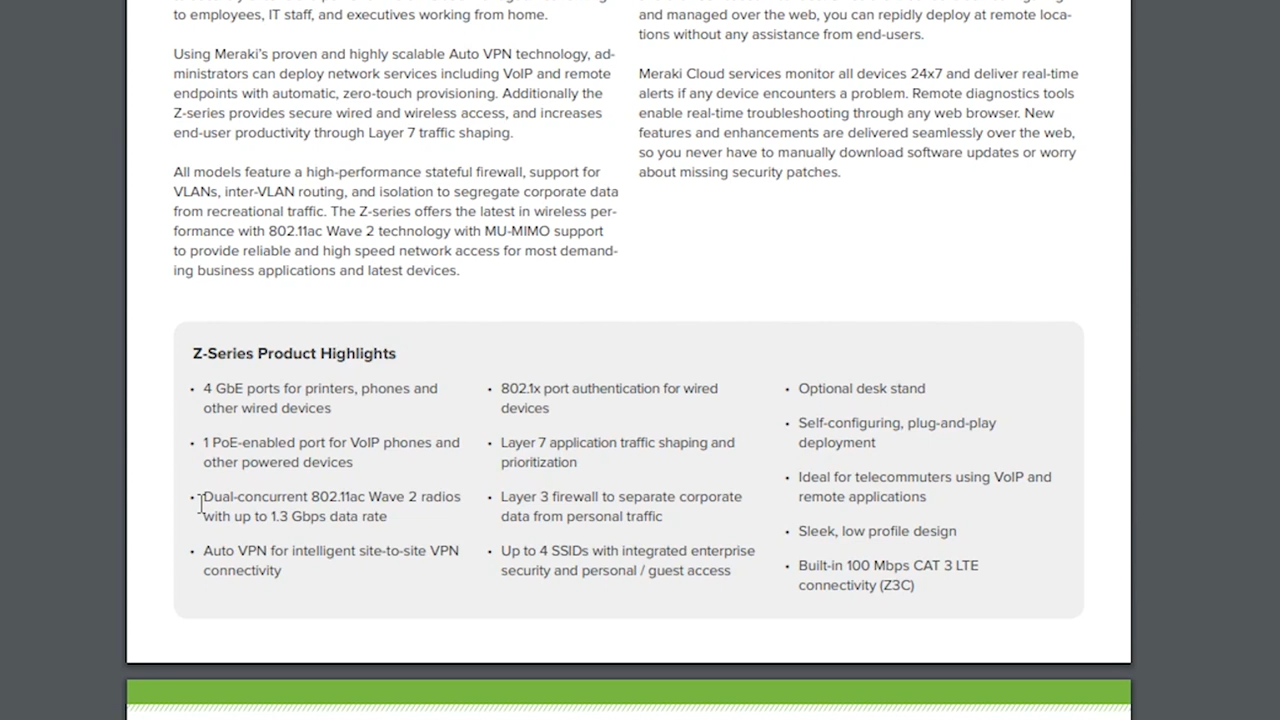 to employees, IT staff, and executives working from home.
Using Meraki's proven and highly scalable Auto VPN technology, ad-
ministrators can deploy network services including VoIP and remote
endpoints with automatic, zero-touch provisioning. Additionally the
Z-series provides secure wired and wireless access, and increases
end-user productivity through Layer 7 traffic shaping.
All models feature a high-performance stateful firewall, support for
VLANs, inter-VLAN routing, and isolation to segregate corporate data
from recreational traffic. The Z-series offers the latest in wireless per-
formance with 802.11ac Wave 2 technology with MU-MIMO support
to provide reliable and high speed network access for most demand-
ing business applications and latest devices.
and managed over the web, you can repidly deploy at remote loca-
tions without any assistance from end-users.
Meraki Cloud services monitor all devices 24x7 and deliver real-time
alerts if any device encounters a problem. Remote diagnostics tools
enable real-time troubleshooting through any web browser. New
features and enhancements are delivered seamlessly over the web,
so you never have to manually download software updates or worry
about missing security patches.
Z-Series Product Highlights
• 4 GbE ports for printers, phones and
other wired devices
• 1 PoE-enabled port for VoIP phones and
other powered devices
• Dual-concurrent 802.11ac Wave 2 radios
with up to 1.3 Gbps data rate
• Auto VPN for intelligent site-to-site VPN
connectivity
• 802.1x port authentication for wired
devices
• Layer 7 application traffic shaping and
prioritization
• Layer 3 firewall to separate corporate
data from personal traffic
• Up to 4 SSIDs with integrated enterprise
security and personal / guest access
• Optional desk stand
• Self-configuring, plug-and-play
deployment
• Ideal for telecommuters using VoIP and
remote applications
• Sleek, low profile design
• Built-in 100 Mbps CAT 3 LTE
connectivity (Z3C)